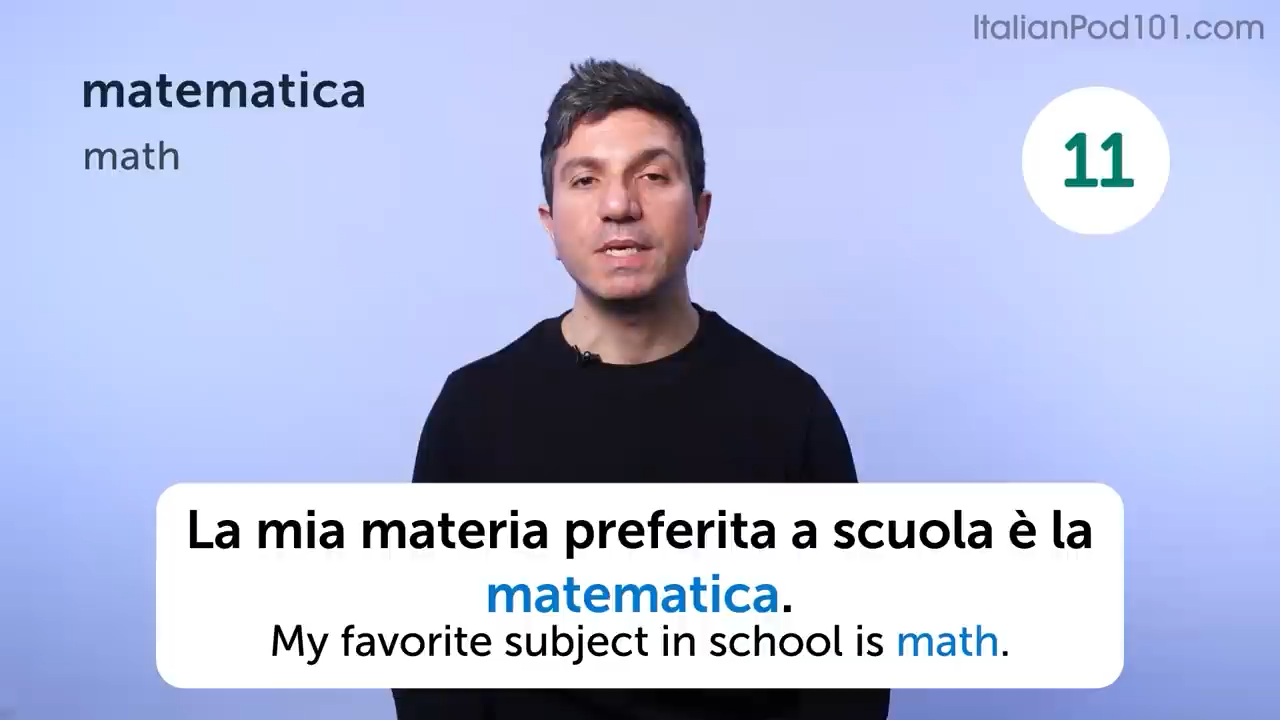 ItalianPod101.com
matematica
math
11
La mia materia preferita a scuola è la
matematica.
My favorite subject in school is math.